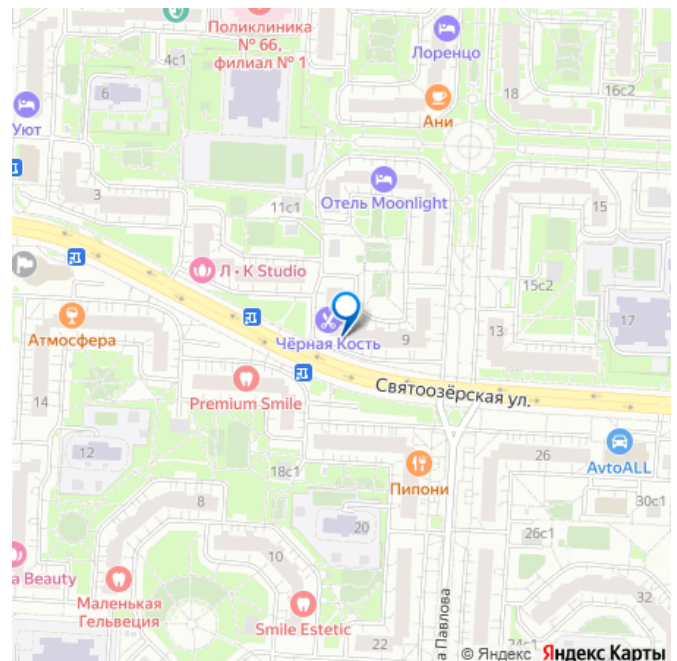 Поликлиника
№ 66,
филиал № 1
4с1
Лоренцо
6
18
16с2
Ани
Уют
3
Отель Moonlight
11с1
15
Л • К Studio
15с2
17
Чёрная Кость
9
13
Атмосфера
Святоозёрская ул.
Premium Smile
14
12
26
AvtoALL
18с1
Пипони
30с1
8
20
26с1
10
a Beauty
32
Маленькая
Гельвеция
Smile Estetic
а Павлова
22
24с1
© Яндекс Яндекс Карты